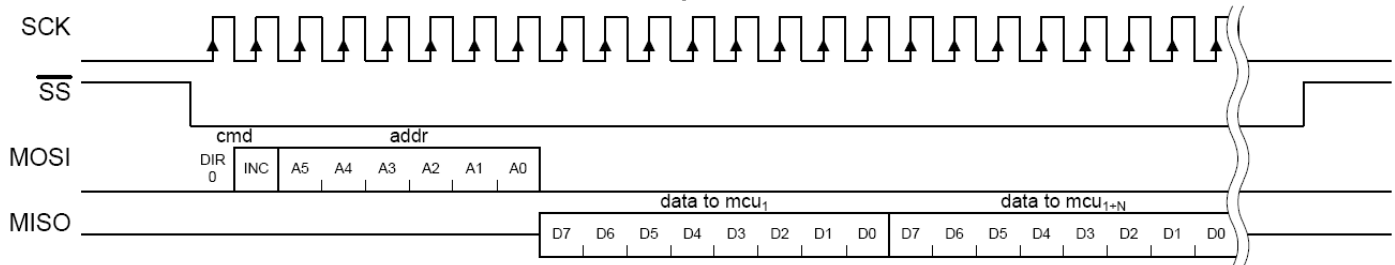 SCK
SS
cmd addr
MOSI DIR 0 INC A5 A4 A3 A2 A1 A0
data to mcu₁ data to mcu₁₊N
MISO D7 D6 D5 D4 D3 D2 D1 D0 D7 D6 D5 D4 D3 D2 D1 D0